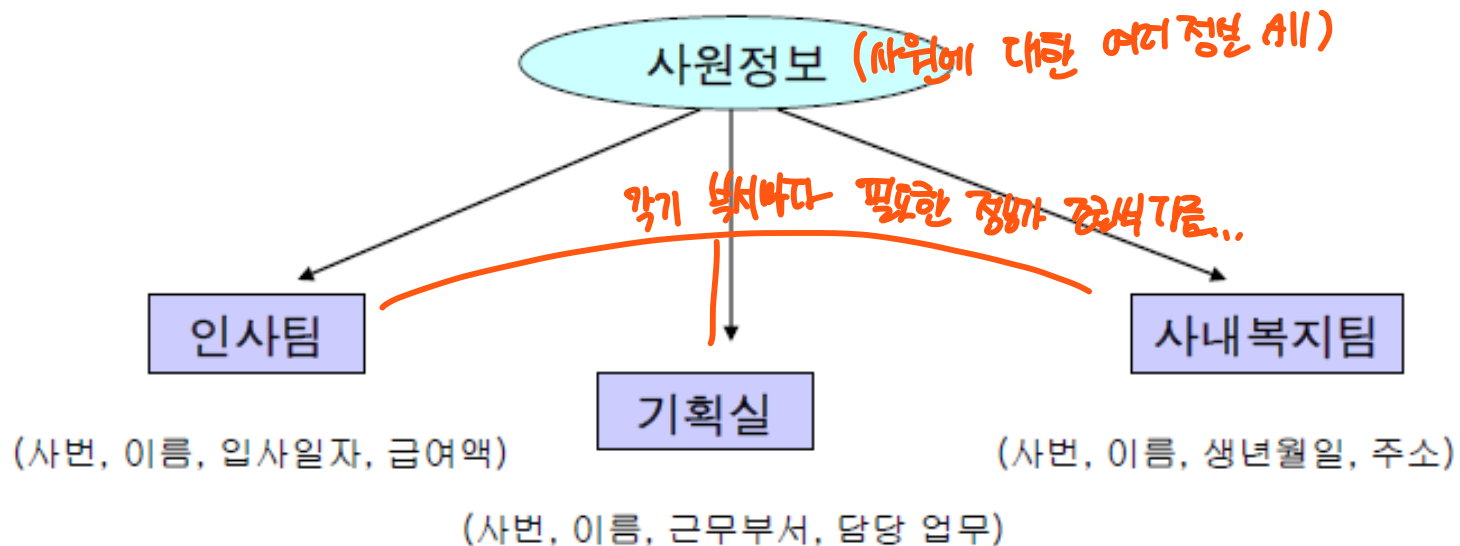 사원정보 (사원에 대한 여러 정보 All)
각기 부서마다 필요한 정보가 조금씩 다름...
인사팀
사내복지팀
기획실
(사번, 이름, 입사일자, 급여액)
(사번, 이름, 생년월일, 주소)
(사번, 이름, 근무부서, 담당 업무)